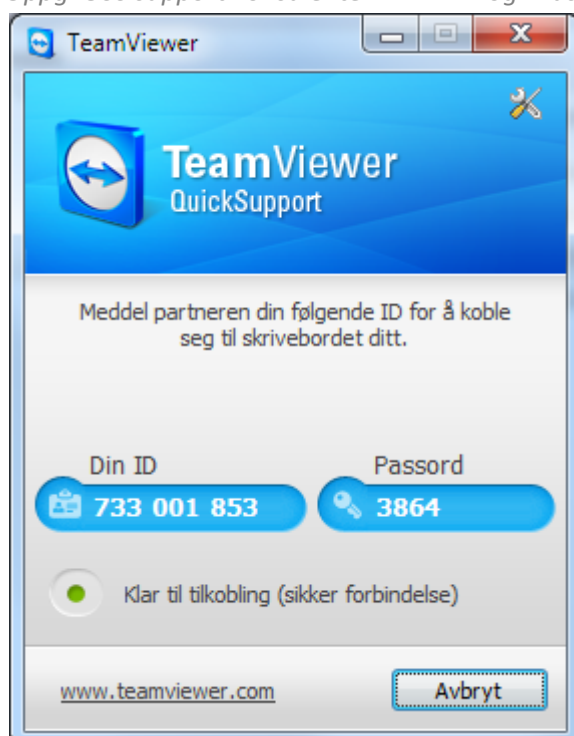 TeamViewer
TeamViewer
QuickSupport
Meddel partneren din følgende ID for å koble
seg til skrivebordet ditt.
Din ID
Passord
733 001 853
3864
Klar til tilkobling (sikker forbindelse)
www.teamviewer.com
Avbryt